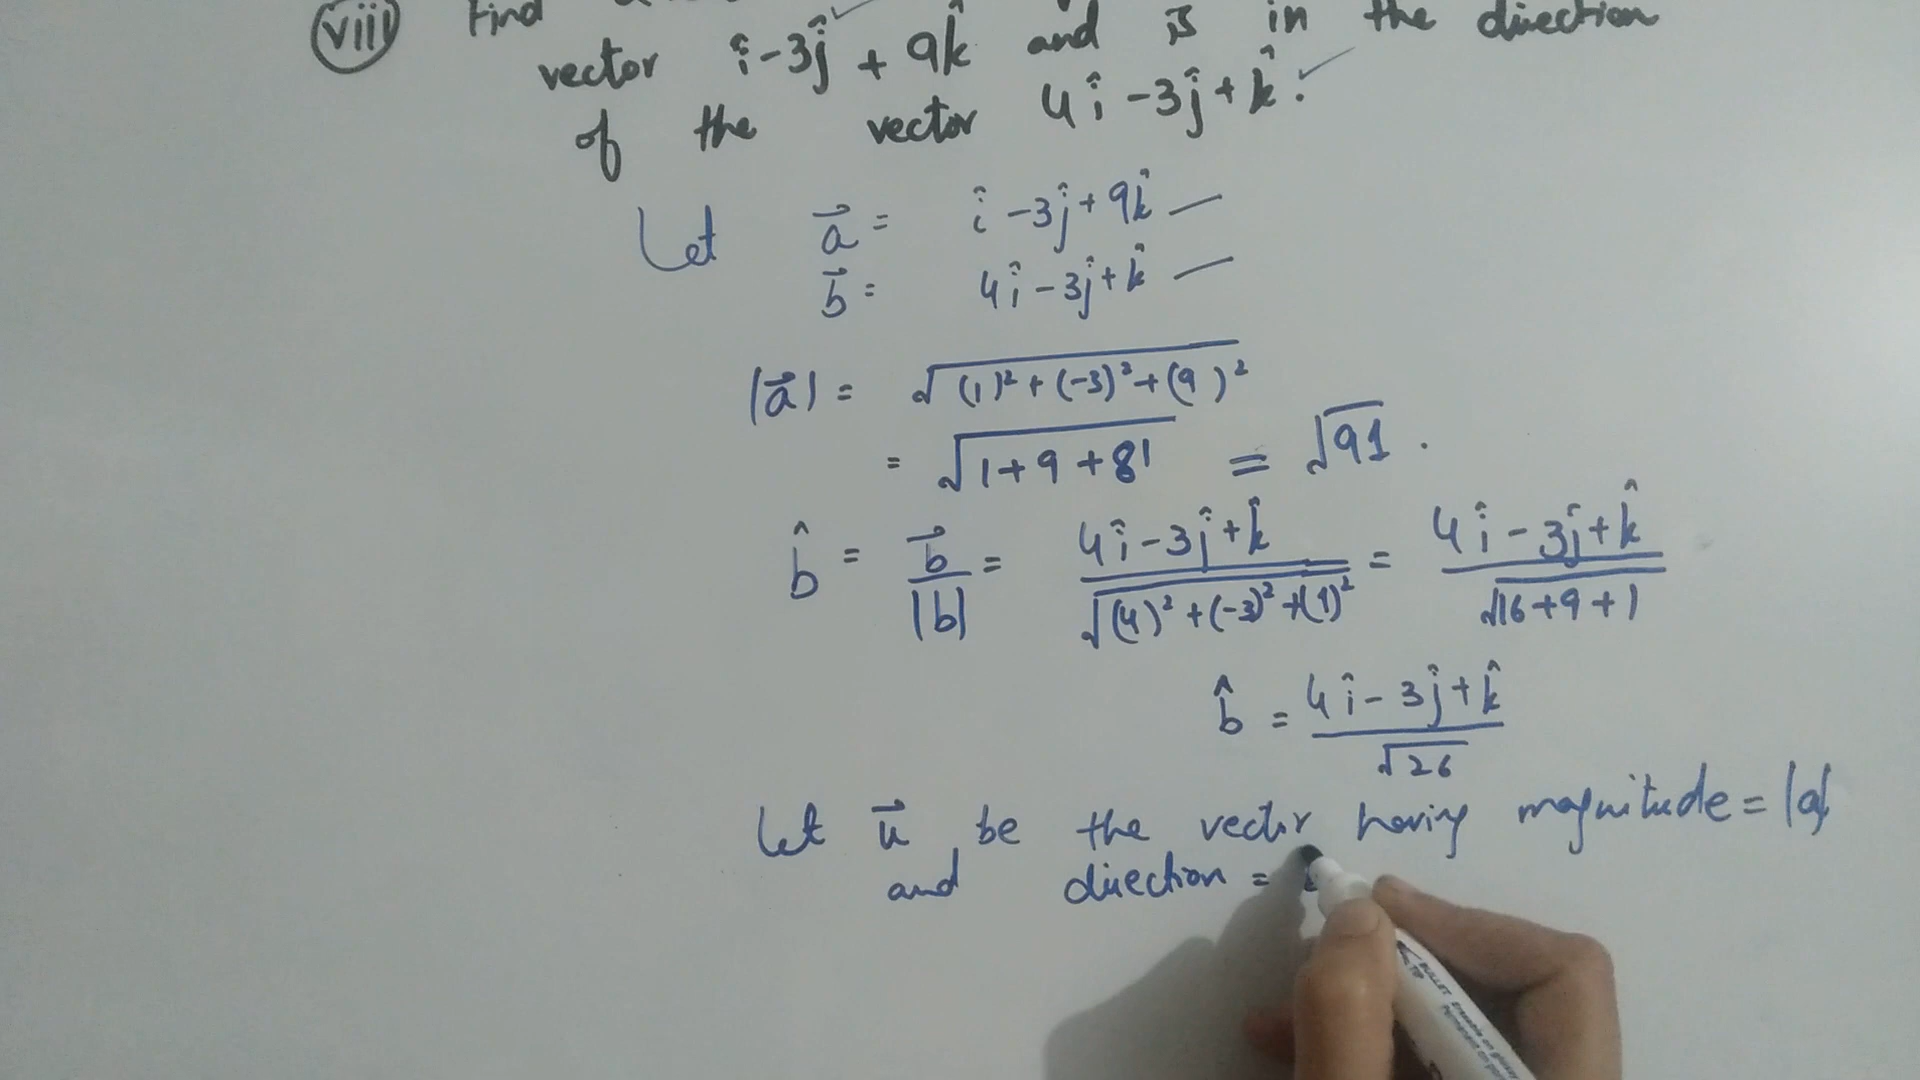 (viii) Find
vector î - 3ĵ + 9k̂ and is in the direction
of the vector 4î - 3ĵ + k̂.
Let a⃗ = î - 3ĵ + 9k̂ —
b⃗ = 4î - 3ĵ + k̂ —
|a⃗| = √((1)² + (-3)² + (9)²)
= √(1 + 9 + 81) = √91 .
b̂ = b⃗/|b| = (4î - 3ĵ + k̂)/√((4)² + (-3)² + (1)²) = (4î - 3ĵ + k̂)/√(16 + 9 + 1)
b̂ = (4î - 3ĵ + k̂)/√26
Let u⃗ be the vector having magnitude = |a|
and direction =
BULLET TIP